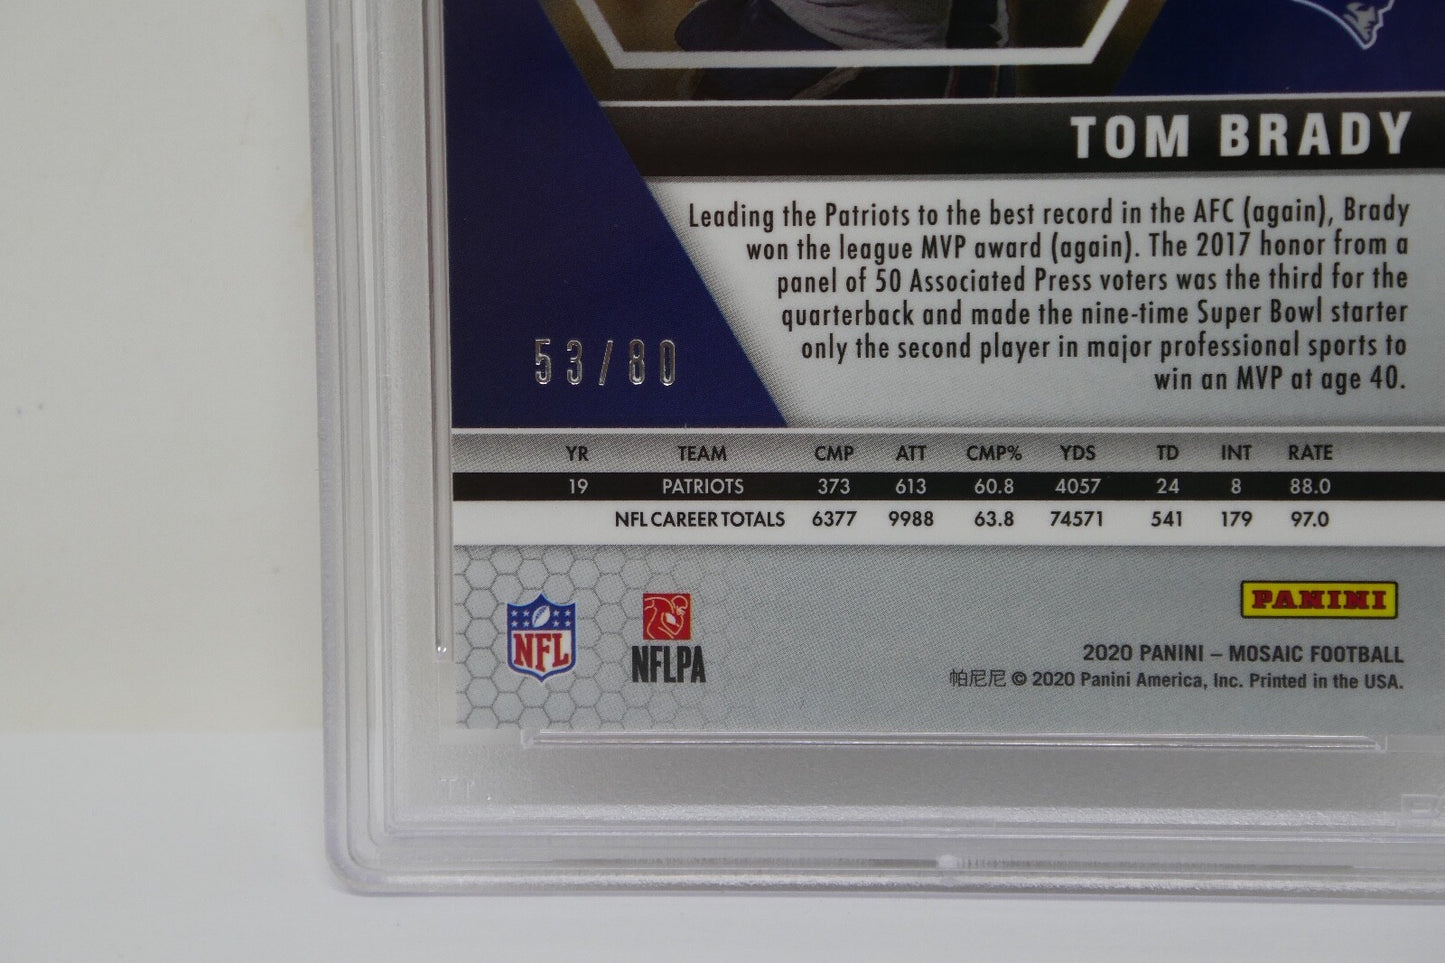 TOM BRADY
Leading the Patriots to the best record in the AFC (again), Brady
won the league MVP award (again). The 2017 honor from a
panel of 50 Associated Press voters was the third for the
quarterback and made the nine-time Super Bowl starter
only the second player in major professional sports to
win an MVP at age 40.
53/80
YR TEAM CMP ATT CMP% YDS TD INT RATE
19 PATRIOTS 373 613 60.8 4057 24 8 88.0
NFL CAREER TOTALS 6377 9988 63.8 74571 541 179 97.0
NFL
NFLPA
PANINI
2020 PANINI – MOSAIC FOOTBALL
帕尼尼 © 2020 Panini America, Inc. Printed in the USA.